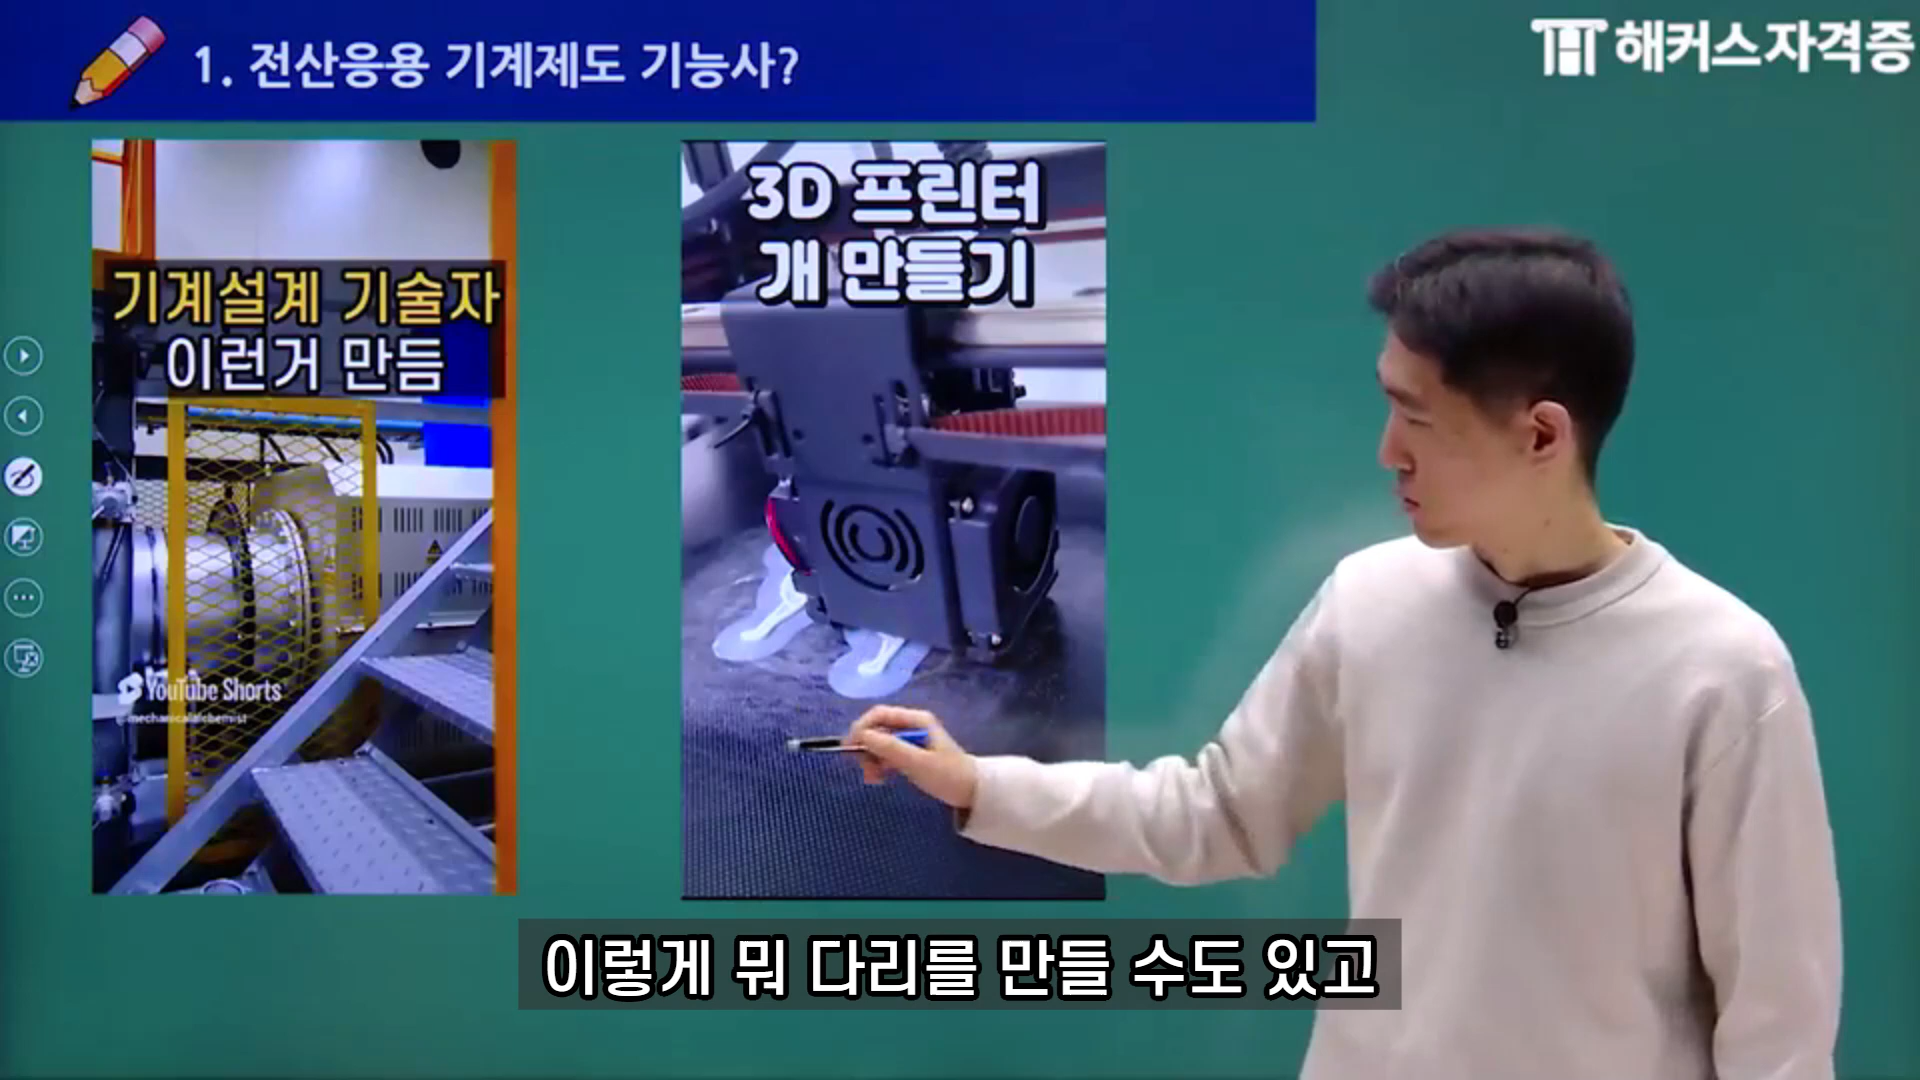 1. 전산응용 기계제도 기능사?
해커스자격증
기계설계 기술자
이런거 만듬
YouTube Shorts
@mechanicalalchemist
3D 프린터
개 만들기
이렇게 뭐 다리를 만들 수도 있고